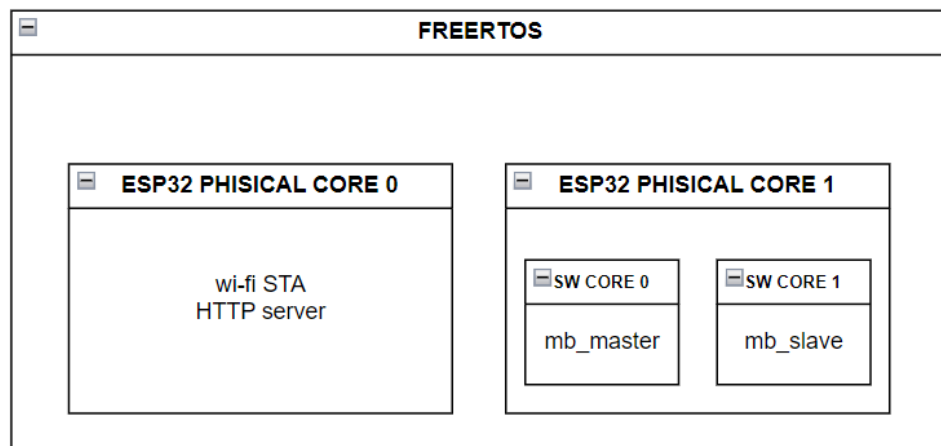 FREERTOS
ESP32 PHISICAL CORE 0
wi-fi STA
HTTP server
ESP32 PHISICAL CORE 1
SW CORE 0
mb_master
SW CORE 1
mb_slave